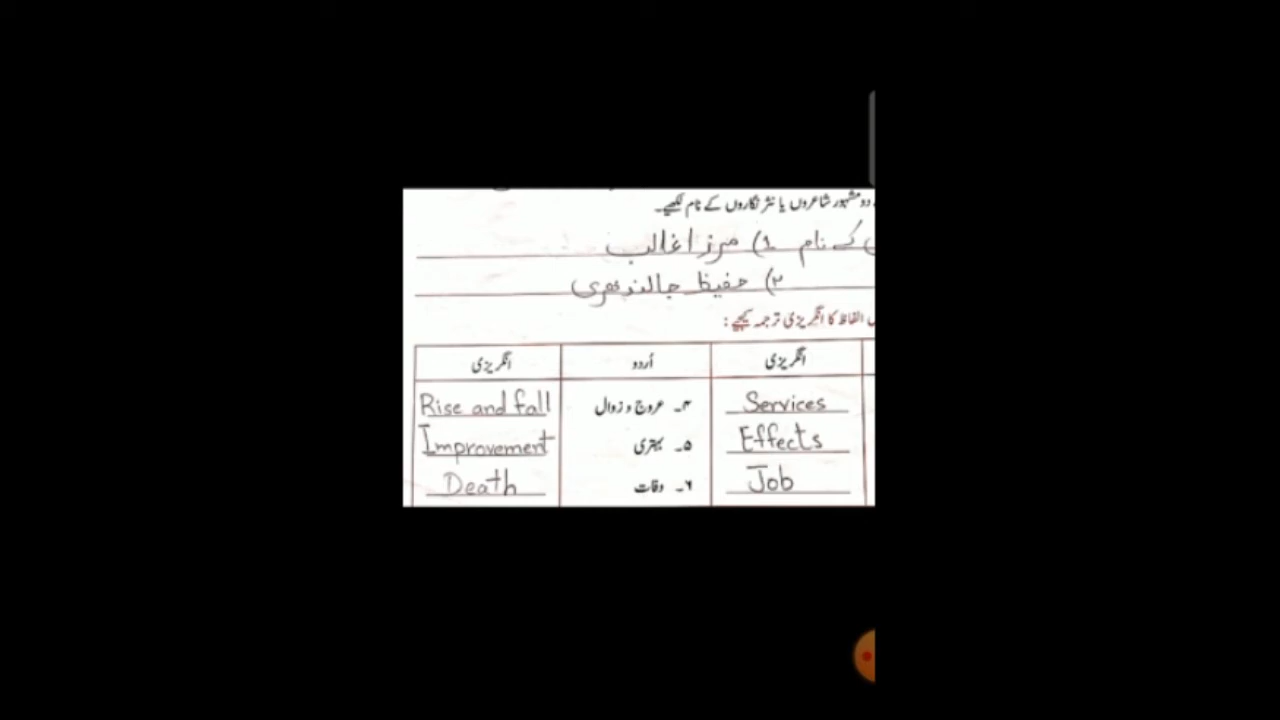 دو مشہور شاعروں یا نثر نگاروں کے نام لکھیے۔
کے نام ۱) مرزا غالب
۲) حفیظ جالندھری
الفاظ کا انگریزی ترجمہ کیجیے :
انگریزی اُردو انگریزی
Services ۴۔ عروج و زوال Rise and fall
Effects ۵۔ بہتری Improvement
Job ۶۔ وفات Death